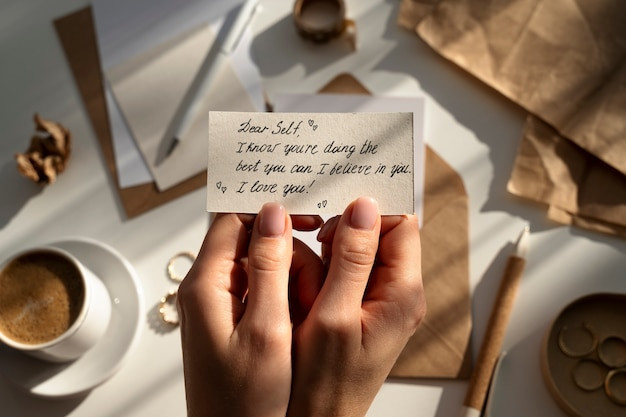 Dear Self,
I know you're doing the
best you can I believe in you.
I love you!